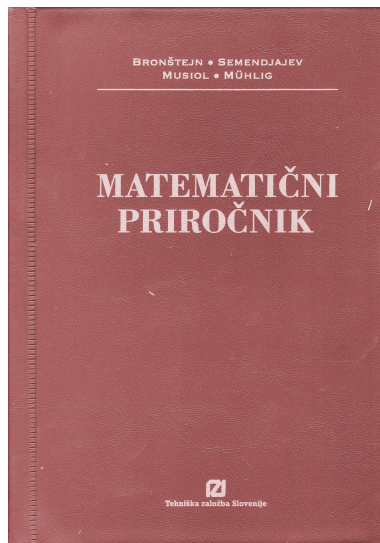 BRONŠTEJN • SEMENDJAJEV
MUSIOL • MÜHLIG
MATEMATIČNI
PRIROČNIK
Tehniška založba Slovenije